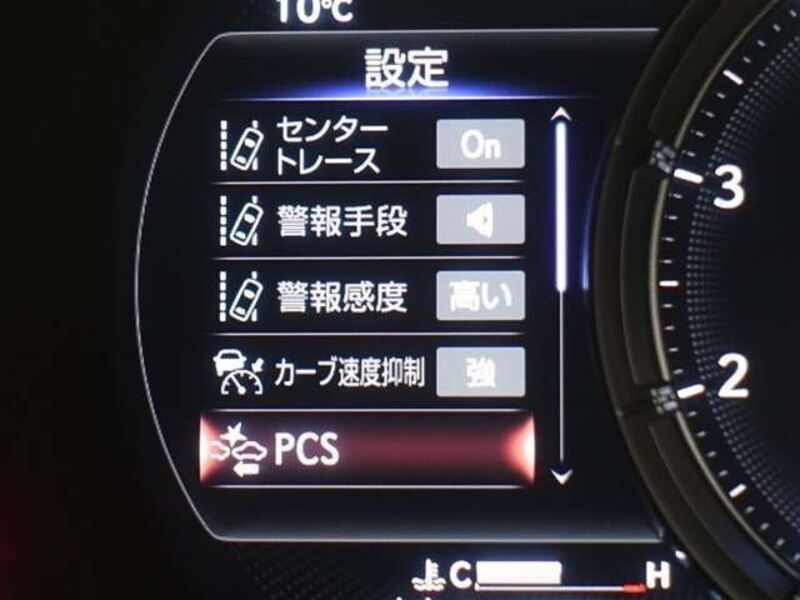 10℃
設定
センター
トレース
On
警報手段
警報感度
高い
カーブ速度抑制
強
PCS
3
2
C
H